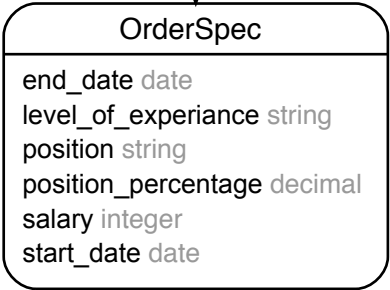 OrderSpec
end_date date
level_of_experiance string
position string
position_percentage decimal
salary integer
start_date date